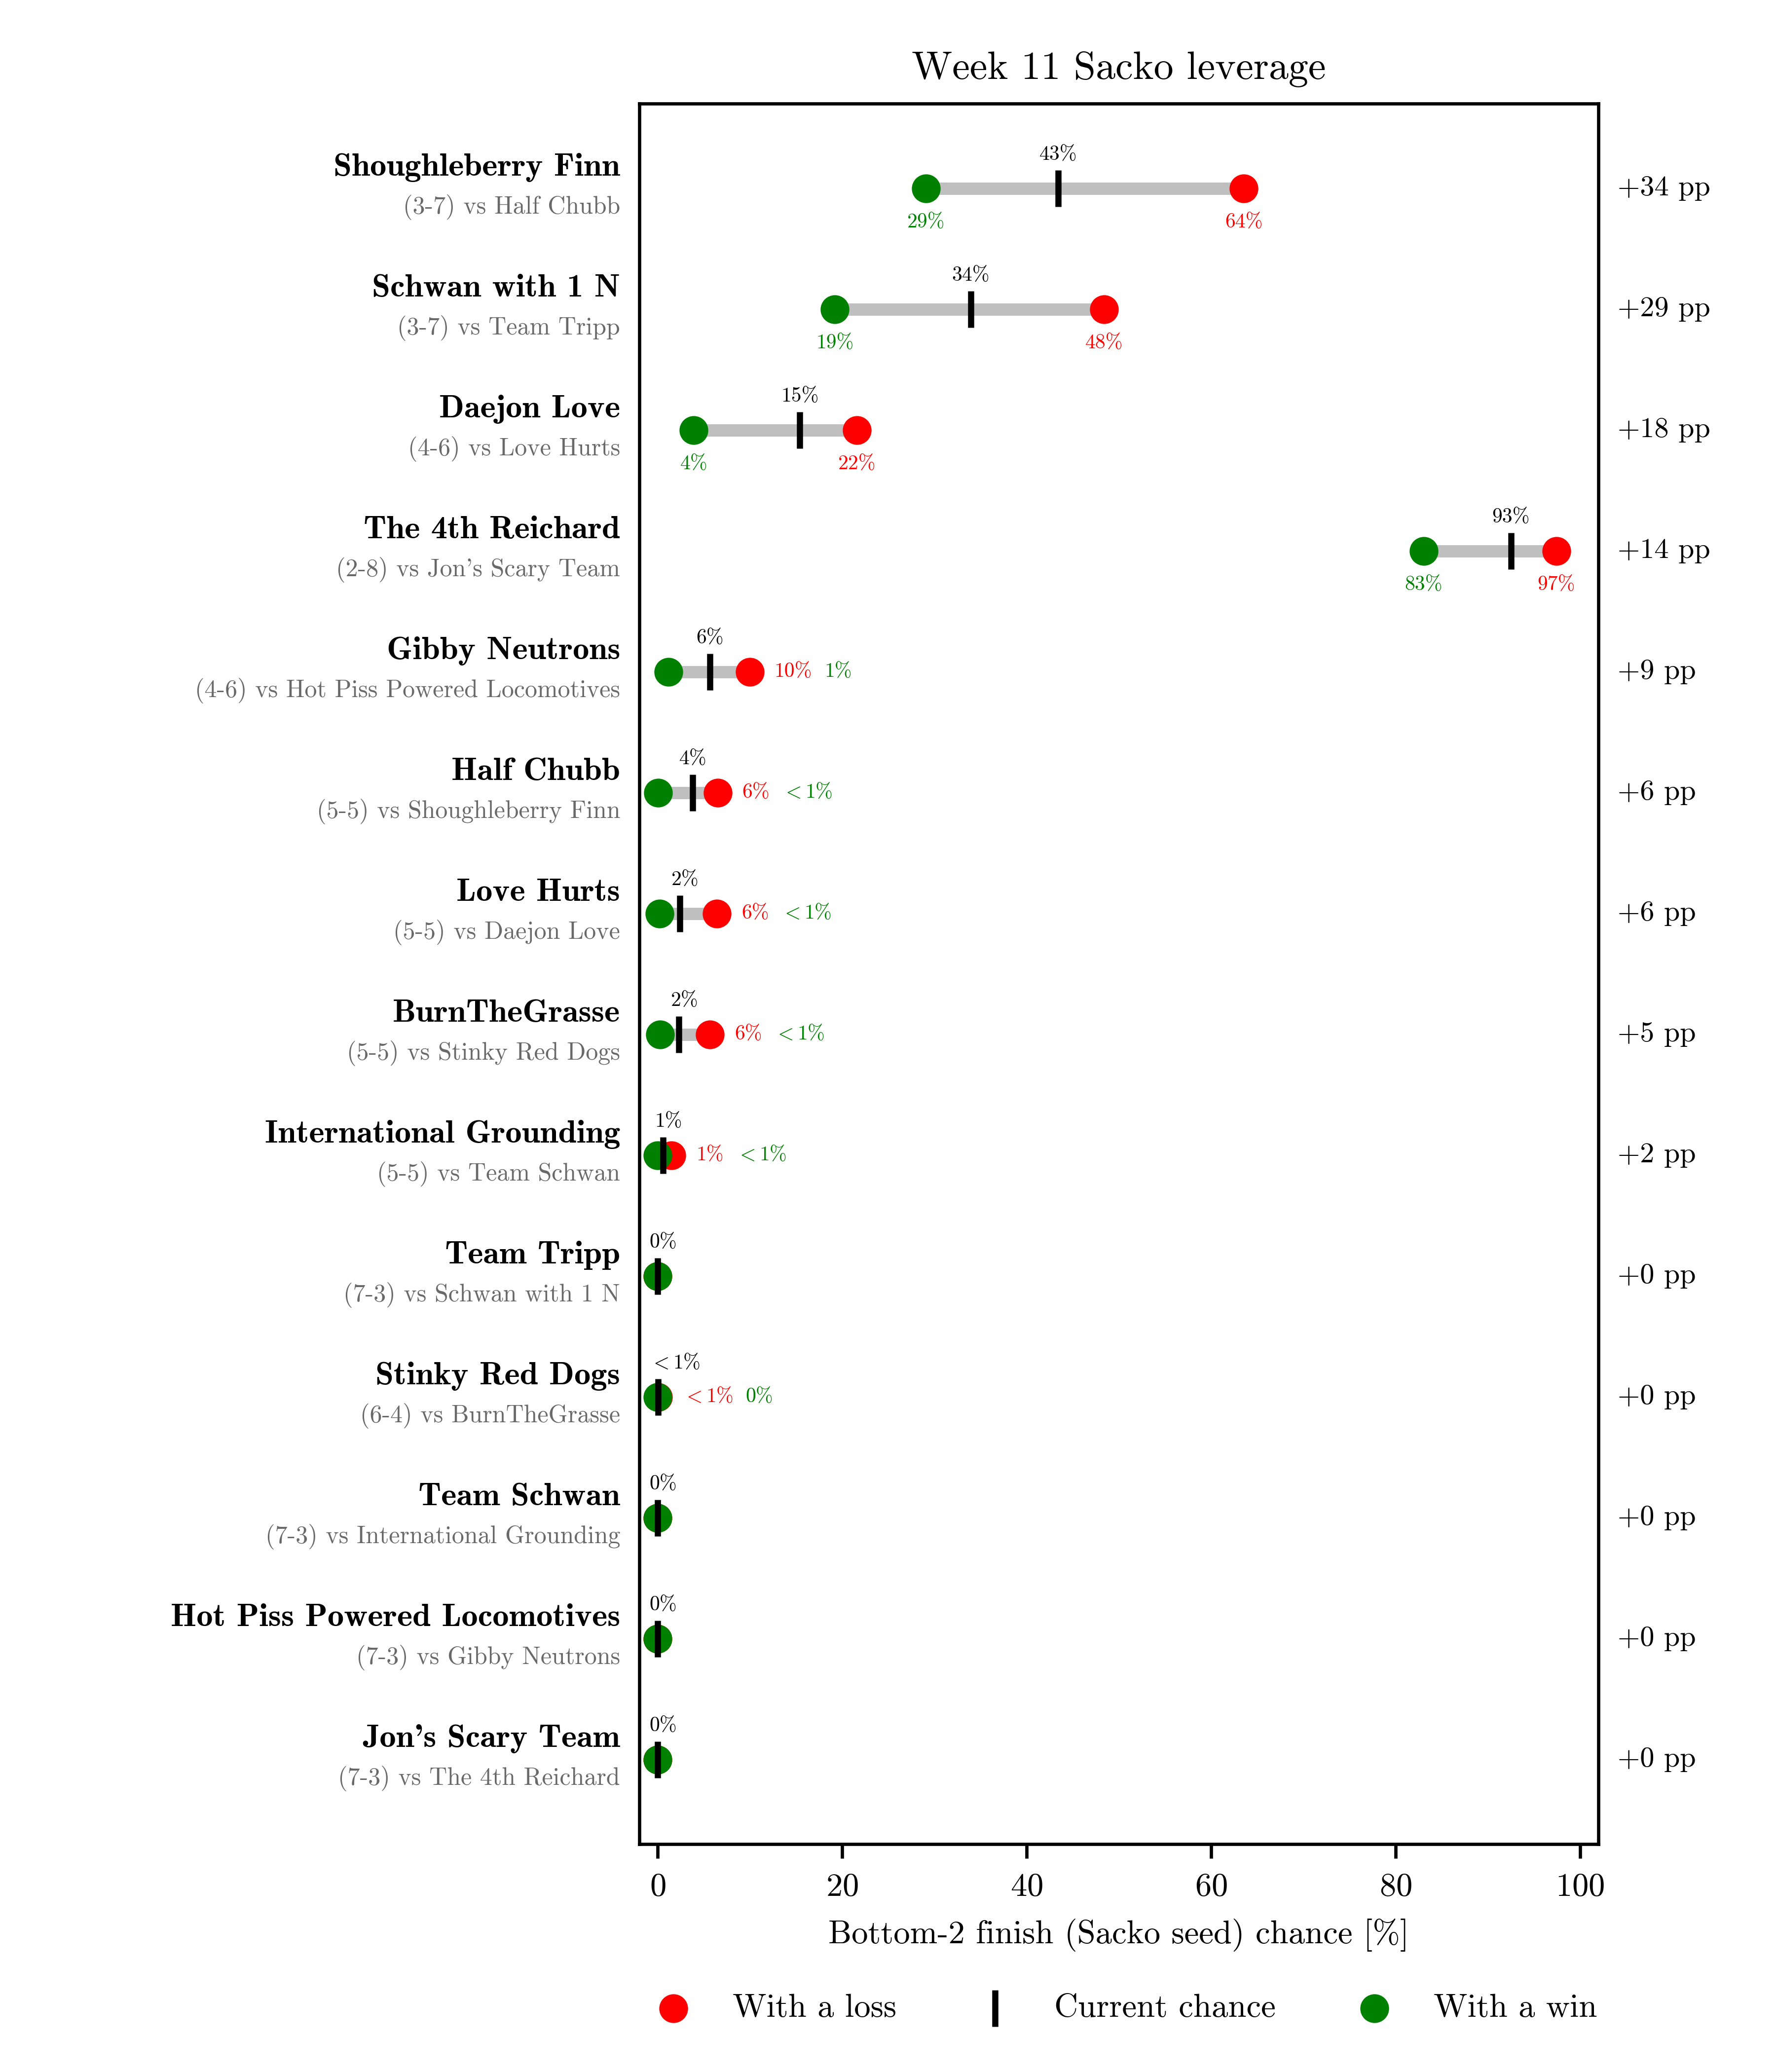 Week 11 Sacko leverage
43%
Shoughleberry Finn
+34 pp
(3-7) vs Half Chubb
29% 64%
34%
Schwan with 1 N
+29 pp
(3-7) vs Team Tripp
19% 48%
15%
Daejon Love
+18 pp
(4-6) vs Love Hurts
4% 22%
93%
The 4th Reichard
+14 pp
(2-8) vs Jon's Scary Team
83% 97%
6%
Gibby Neutrons
10% 1% +9 pp
(4-6) vs Hot Piss Powered Locomotives
4%
Half Chubb
6% <1% +6 pp
(5-5) vs Shoughleberry Finn
2%
Love Hurts
6% <1% +6 pp
(5-5) vs Daejon Love
2%
BurnTheGrasse
6% <1% +5 pp
(5-5) vs Stinky Red Dogs
1%
International Grounding
1% <1% +2 pp
(5-5) vs Team Schwan
0%
Team Tripp
+0 pp
(7-3) vs Schwan with 1 N
<1%
Stinky Red Dogs
<1% 0% +0 pp
(6-4) vs BurnTheGrasse
0%
Team Schwan
+0 pp
(7-3) vs International Grounding
0%
Hot Piss Powered Locomotives
+0 pp
(7-3) vs Gibby Neutrons
0%
Jon's Scary Team
+0 pp
(7-3) vs The 4th Reichard
0 20 40 60 80 100
Bottom-2 finish (Sacko seed) chance [%]
With a loss Current chance With a win